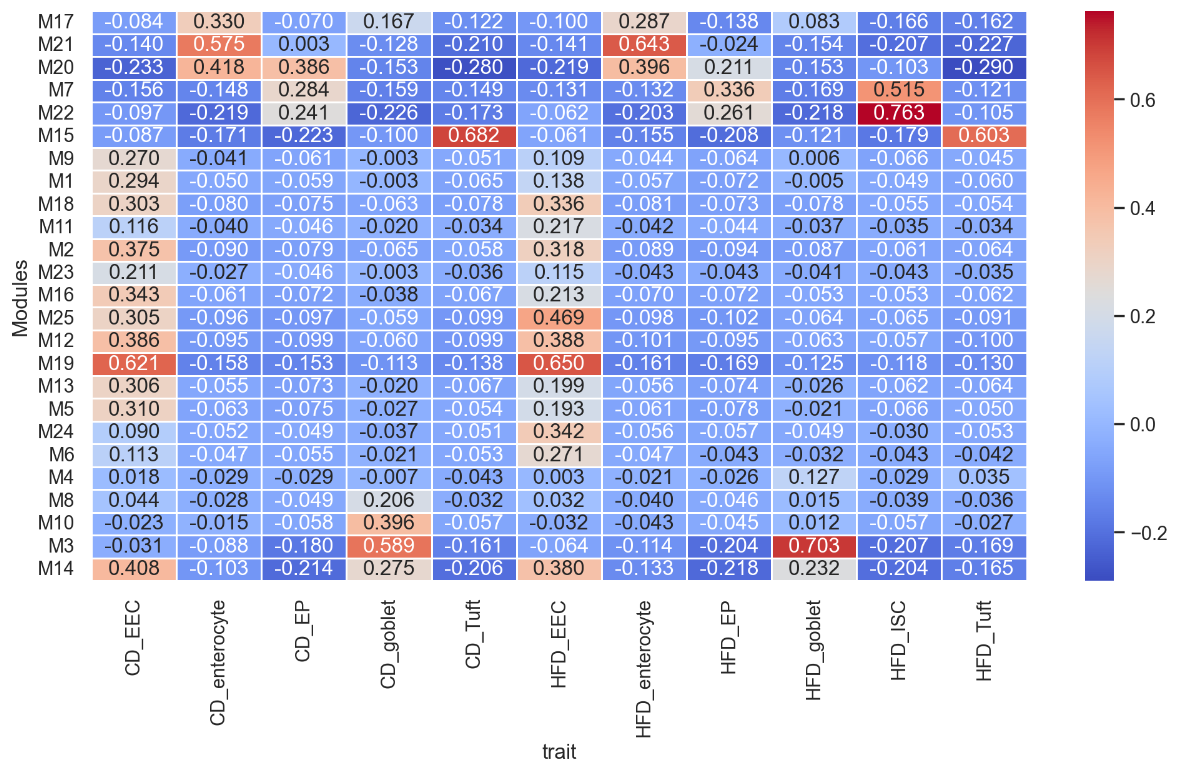 M17 -0.084 0.330 -0.070 0.167 -0.122 -0.100 0.287 -0.138 0.083 -0.166 -0.162
M21 -0.140 0.575 0.003 -0.128 -0.210 -0.141 0.643 -0.024 -0.154 -0.207 -0.227
M20 -0.233 0.418 0.386 -0.153 -0.280 -0.219 0.396 0.211 -0.153 -0.103 -0.290
M7 -0.156 -0.148 0.284 -0.159 -0.149 -0.131 -0.132 0.336 -0.169 0.515 -0.121
M22 -0.097 -0.219 0.241 -0.226 -0.173 -0.062 -0.203 0.261 -0.218 0.763 -0.105
M15 -0.087 -0.171 -0.223 -0.100 0.682 -0.061 -0.155 -0.208 -0.121 -0.179 0.603
M9 0.270 -0.041 -0.061 -0.003 -0.051 0.109 -0.044 -0.064 0.006 -0.066 -0.045
M1 0.294 -0.050 -0.059 -0.003 -0.065 0.138 -0.057 -0.072 -0.005 -0.049 -0.060
M18 0.303 -0.080 -0.075 -0.063 -0.078 0.336 -0.081 -0.073 -0.078 -0.055 -0.054
M11 0.116 -0.040 -0.046 -0.020 -0.034 0.217 -0.042 -0.044 -0.037 -0.035 -0.034
M2 0.375 -0.090 -0.079 -0.065 -0.058 0.318 -0.089 -0.094 -0.087 -0.061 -0.064
M23 0.211 -0.027 -0.046 -0.003 -0.036 0.115 -0.043 -0.043 -0.041 -0.043 -0.035
M16 0.343 -0.061 -0.072 -0.038 -0.067 0.213 -0.070 -0.072 -0.053 -0.053 -0.062
M25 0.305 -0.096 -0.097 -0.059 -0.099 0.469 -0.098 -0.102 -0.064 -0.065 -0.091
M12 0.386 -0.095 -0.099 -0.060 -0.099 0.388 -0.101 -0.095 -0.063 -0.057 -0.100
M19 0.621 -0.158 -0.153 -0.113 -0.138 0.650 -0.161 -0.169 -0.125 -0.118 -0.130
M13 0.306 -0.055 -0.073 -0.020 -0.067 0.199 -0.056 -0.074 -0.026 -0.062 -0.064
M5 0.310 -0.063 -0.075 -0.027 -0.054 0.193 -0.061 -0.078 -0.021 -0.066 -0.050
M24 0.090 -0.052 -0.049 -0.037 -0.051 0.342 -0.056 -0.057 -0.049 -0.030 -0.053
M6 0.113 -0.047 -0.055 -0.021 -0.053 0.271 -0.047 -0.043 -0.032 -0.043 -0.042
M4 0.018 -0.029 -0.029 -0.007 -0.043 0.003 -0.021 -0.026 0.127 -0.029 0.035
M8 0.044 -0.028 -0.049 0.206 -0.032 0.032 -0.040 -0.046 0.015 -0.039 -0.036
M10 -0.023 -0.015 -0.058 0.396 -0.057 -0.032 -0.043 -0.045 0.012 -0.057 -0.027
M3 -0.031 -0.088 -0.180 0.589 -0.161 -0.064 -0.114 -0.204 0.703 -0.207 -0.169
M14 0.408 -0.103 -0.214 0.275 -0.206 0.380 -0.133 -0.218 0.232 -0.204 -0.165
Modules
CD_EEC CD_enterocyte CD_EP CD_goblet CD_Tuft HFD_EEC HFD_enterocyte HFD_EP HFD_goblet HFD_ISC HFD_Tuft
trait
0.6
0.4
0.2
0.0
−0.2